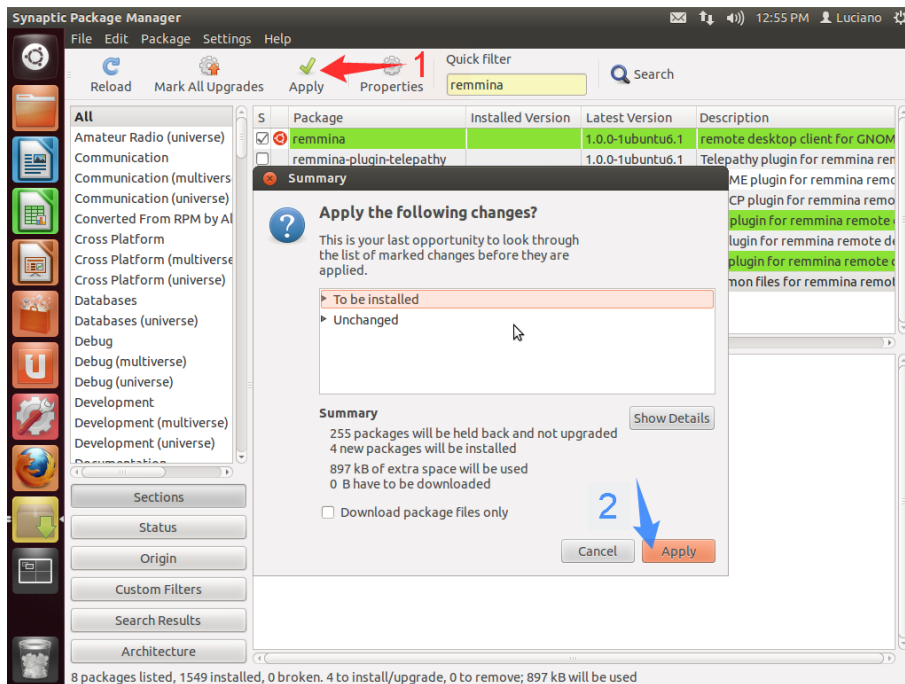 Synaptic Package Manager 12:55 PM Luciano
File Edit Package Settings Help
Reload Mark All Upgrades Apply Properties
1
Quick filter
remmina
Search
All
Amateur Radio (universe)
Communication
Communication (multivers
Communication (universe)
Converted From RPM by Al
Cross Platform
Cross Platform (multiverse
Cross Platform (universe)
Databases
Databases (universe)
Debug
Debug (multiverse)
Debug (universe)
Development
Development (multiverse)
Development (universe)
Documentation
Sections
Status
Origin
Custom Filters
Search Results
Architecture
S Package Installed Version Latest Version Description
remmina 1.0.0-1ubuntu6.1 remote desktop client for GNOM
remmina-plugin-telepathy 1.0.0-1ubuntu6.1 Telepathy plugin for remmina ren
ME plugin for remmina remo
CP plugin for remmina remo
plugin for remmina remote
lugin for remmina remote de
plugin for remmina remote
mon files for remmina remot
Summary
Apply the following changes?
This is your last opportunity to look through
the list of marked changes before they are
applied.
To be installed
Unchanged
Summary
Show Details
255 packages will be held back and not upgraded
4 new packages will be installed
897 kB of extra space will be used
0 B have to be downloaded
Download package files only
2
Cancel Apply
8 packages listed, 1549 installed, 0 broken. 4 to install/upgrade, 0 to remove; 897 kB will be used